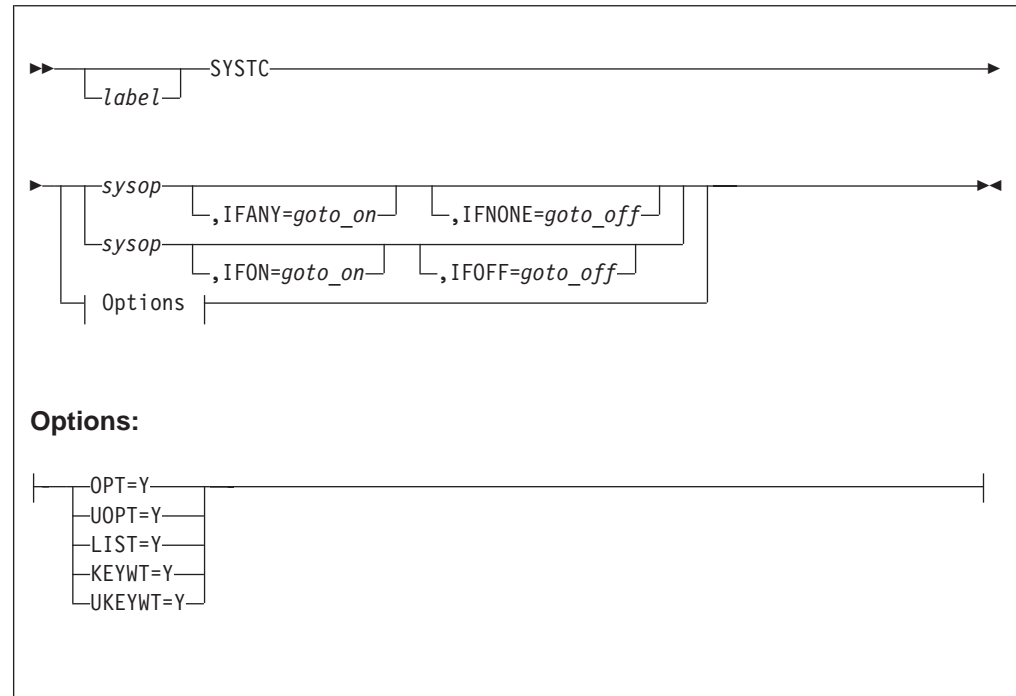 SYSTC
label
sysop
,IFANY=goto_on ,IFNONE=goto_off
sysop
,IFON=goto_on ,IFOFF=goto_off
Options
Options:
OPT=Y
UOPT=Y
LIST=Y
KEYWT=Y
UKEYWT=Y